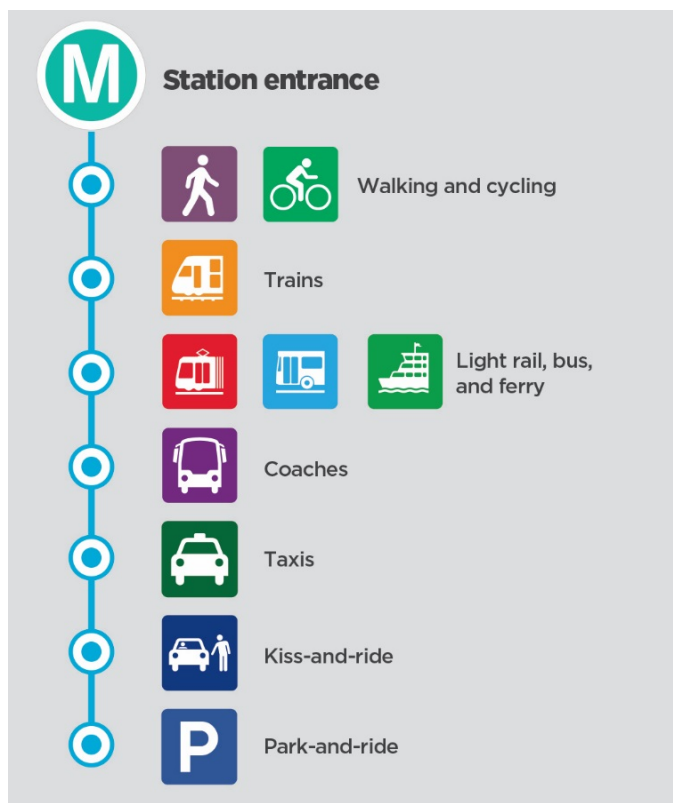 M
Station entrance
Walking and cycling
Trains
Light rail, bus,
and ferry
Coaches
Taxis
Kiss-and-ride
P
Park-and-ride